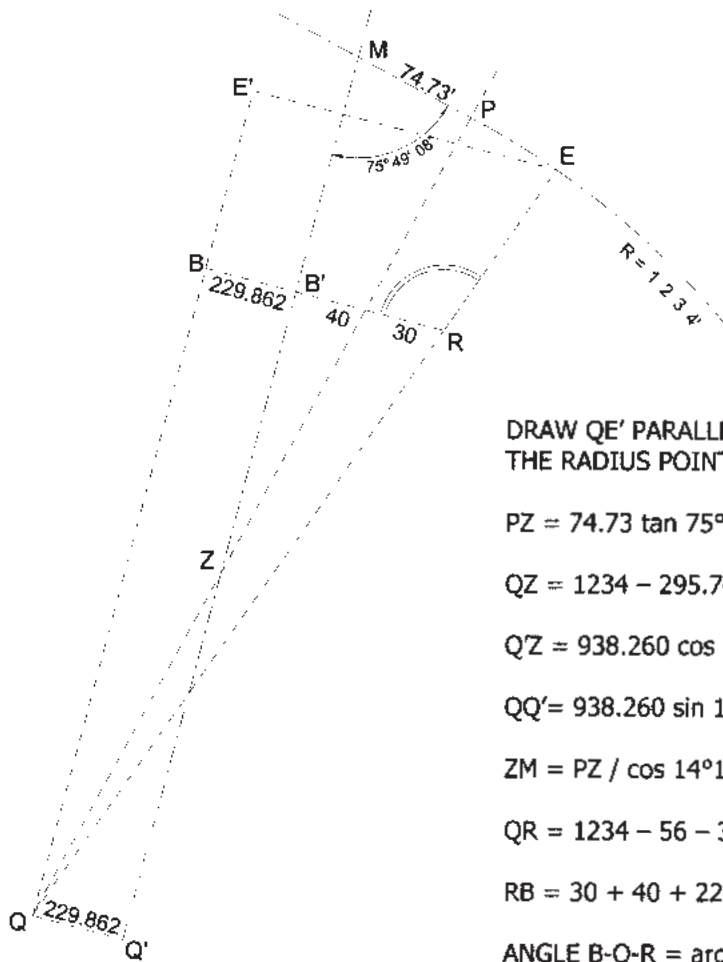 M
74.73'
E'
P
75° 49' 08"
E
B
B'
229.862
40
30
R
R = 1 2 3 4'
DRAW QE' PARALL
THE RADIUS POINT
PZ = 74.73 tan 75°
Z
QZ = 1234 – 295.7
Q'Z = 938.260 cos
QQ'= 938.260 sin 1
ZM = PZ / cos 14°1
QR = 1234 – 56 – 3
RB = 30 + 40 + 22
Q
229.862
Q'
ANGLE B-O-R = arc